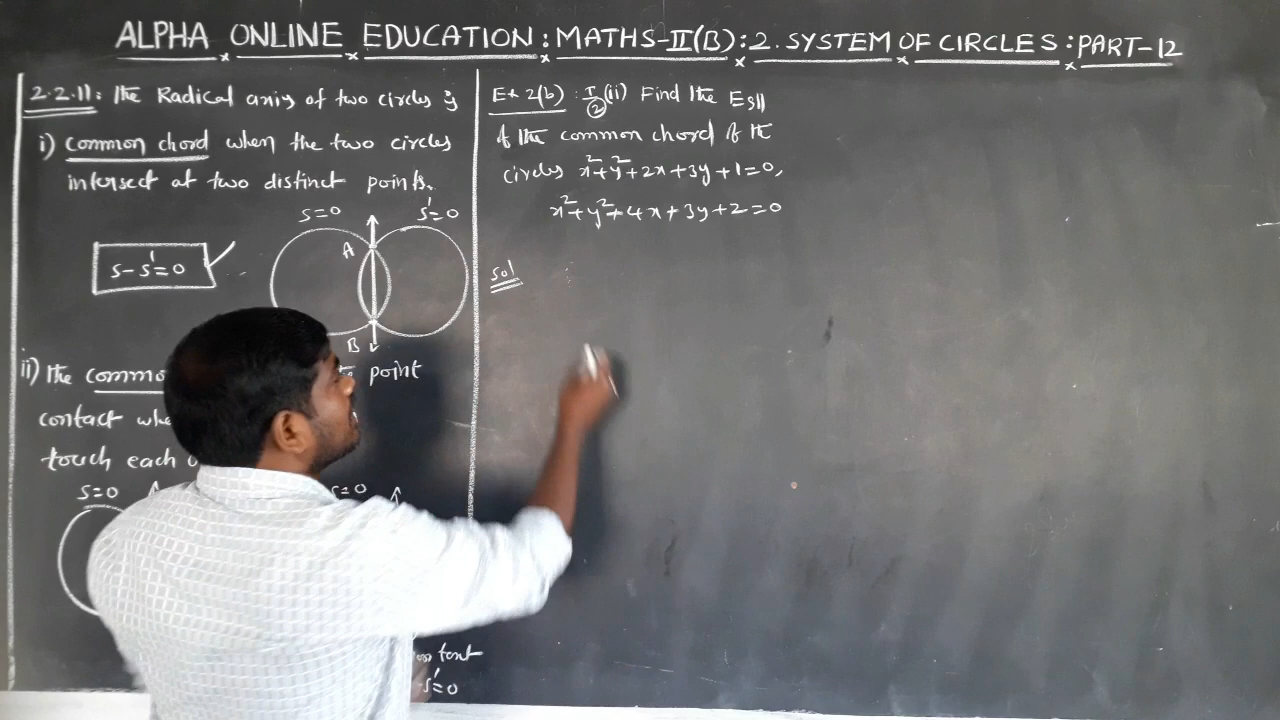 ALPHA ONLINE EDUCATION : MATHS-II(B) : 2. SYSTEM OF CIRCLES : PART-12
2.2.11: The Radical axis of two circles is
i) common chord when the two circles
intersect at two distinct points.
S=0 S'=0
A
S-S'=0
B
ii) The commo point
contact whe
touch each o
S=0 S=0
S'=0
Ex 2(b) : I/2 (ii) Find the Eqn
of the common chord of the
circles x²+y²+2x+3y+1=0,
x²+y²+4x+3y+2=0
Sol